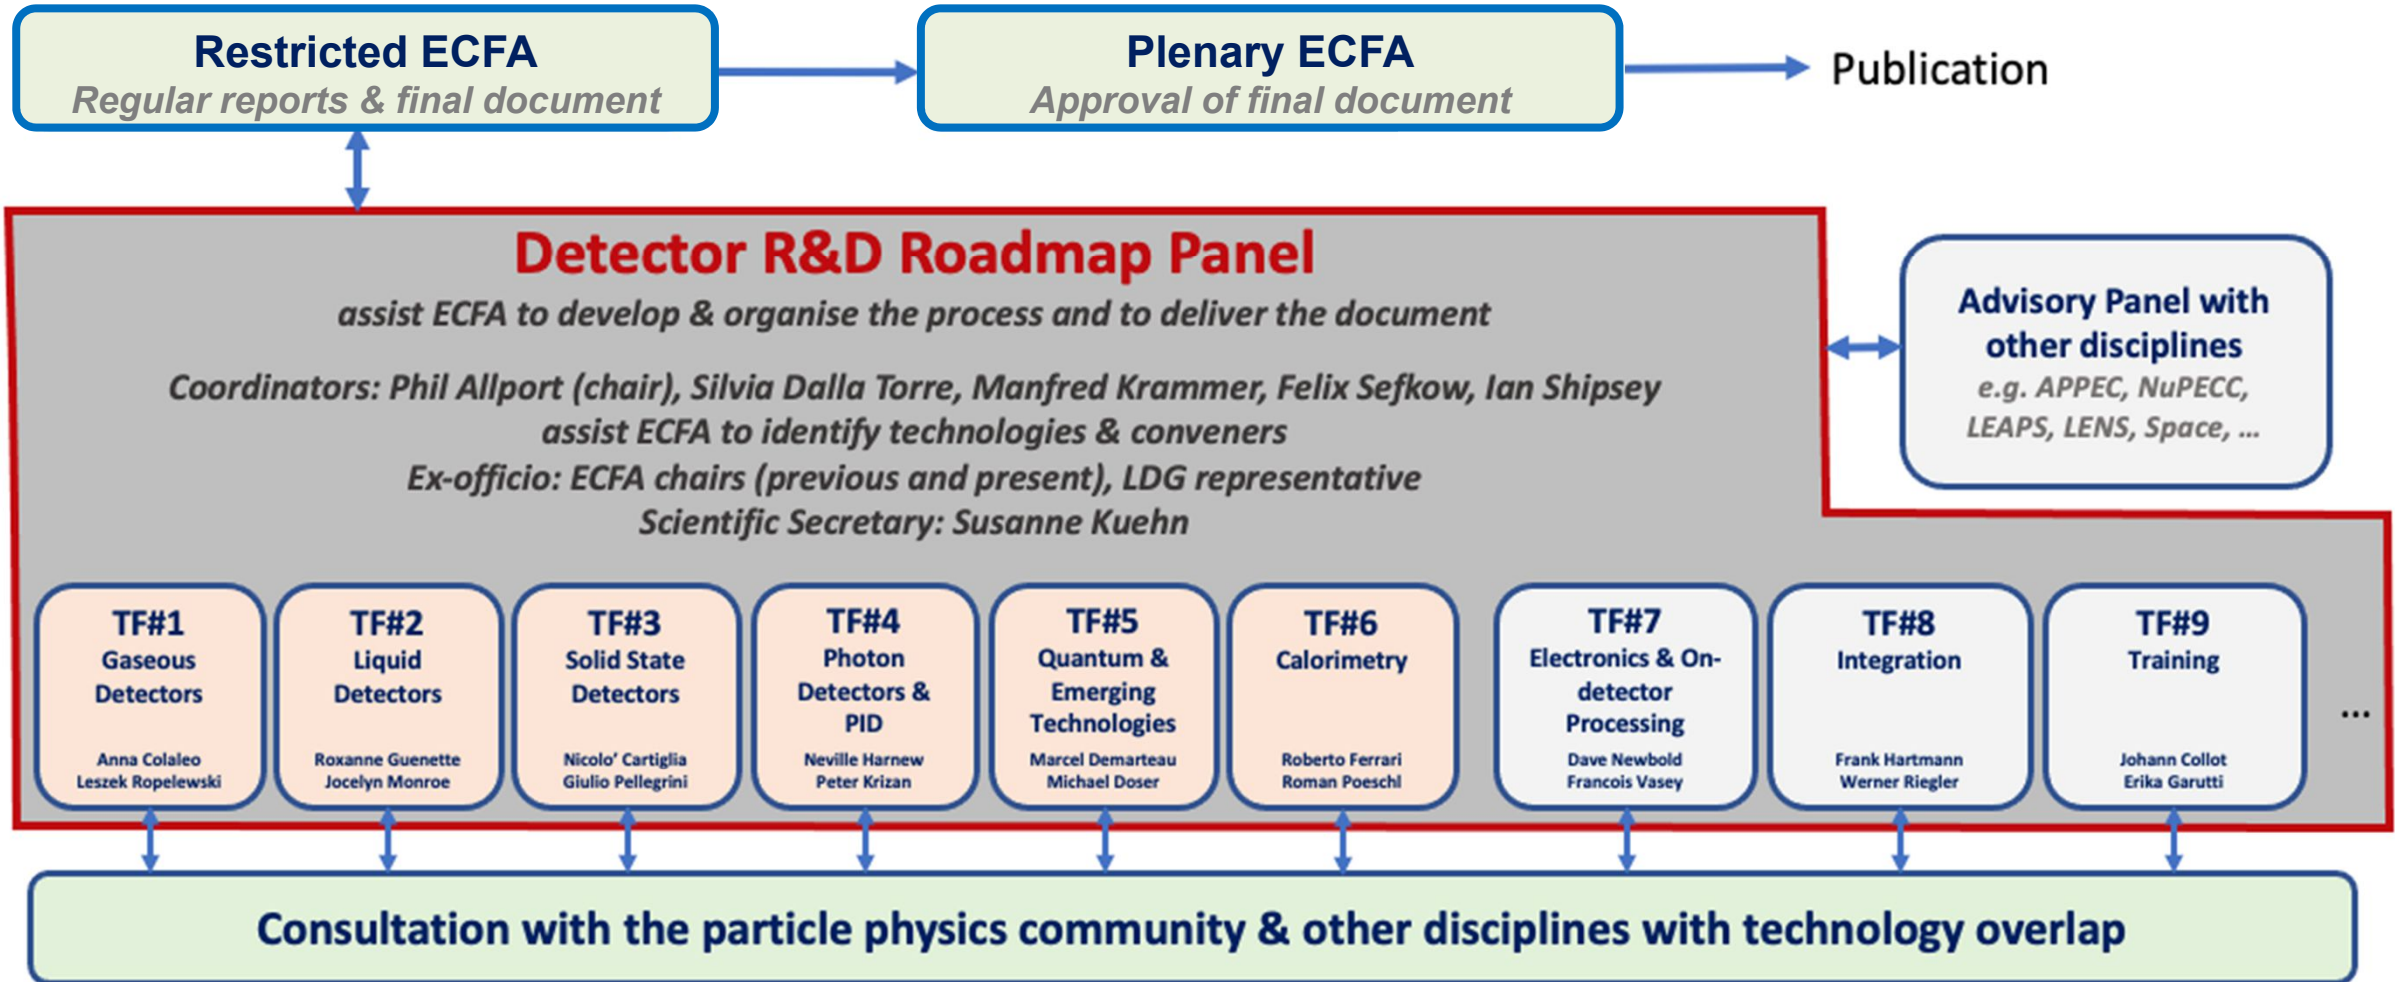 Restricted ECFA
Regular reports & final document
Plenary ECFA
Approval of final document
Publication
Detector R&D Roadmap Panel
assist ECFA to develop & organise the process and to deliver the document
Coordinators: Phil Allport (chair), Silvia Dalla Torre, Manfred Krammer, Felix Sefkow, Ian Shipsey
assist ECFA to identify technologies & conveners
Ex-officio: ECFA chairs (previous and present), LDG representative
Scientific Secretary: Susanne Kuehn
Advisory Panel with
other disciplines
e.g. APPEC, NuPECC,
LEAPS, LENS, Space, ...
TF#1
Gaseous
Detectors
Anna Colaleo
Leszek Ropelewski
TF#2
Liquid
Detectors
Roxanne Guenette
Jocelyn Monroe
TF#3
Solid State
Detectors
Nicolo’ Cartiglia
Giulio Pellegrini
TF#4
Photon
Detectors &
PID
Neville Harnew
Peter Krizan
TF#5
Quantum &
Emerging
Technologies
Marcel Demarteau
Michael Doser
TF#6
Calorimetry
Roberto Ferrari
Roman Poeschl
TF#7
Electronics & On-
detector
Processing
Dave Newbold
Francois Vasey
TF#8
Integration
Frank Hartmann
Werner Riegler
TF#9
Training
Johann Collot
Erika Garutti
...
Consultation with the particle physics community & other disciplines with technology overlap